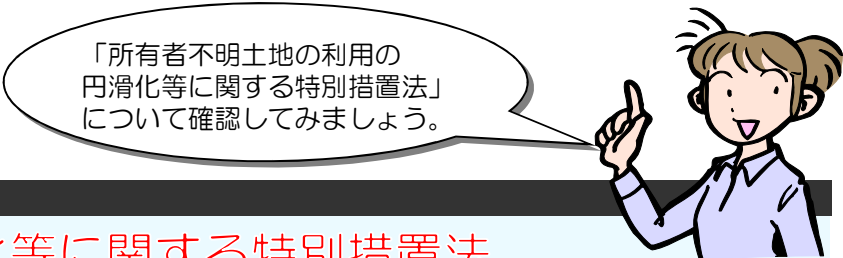 「所有者不明土地の利用の
円滑化等に関する特別措置法」
について確認してみましょう。
等に関する特別措置法